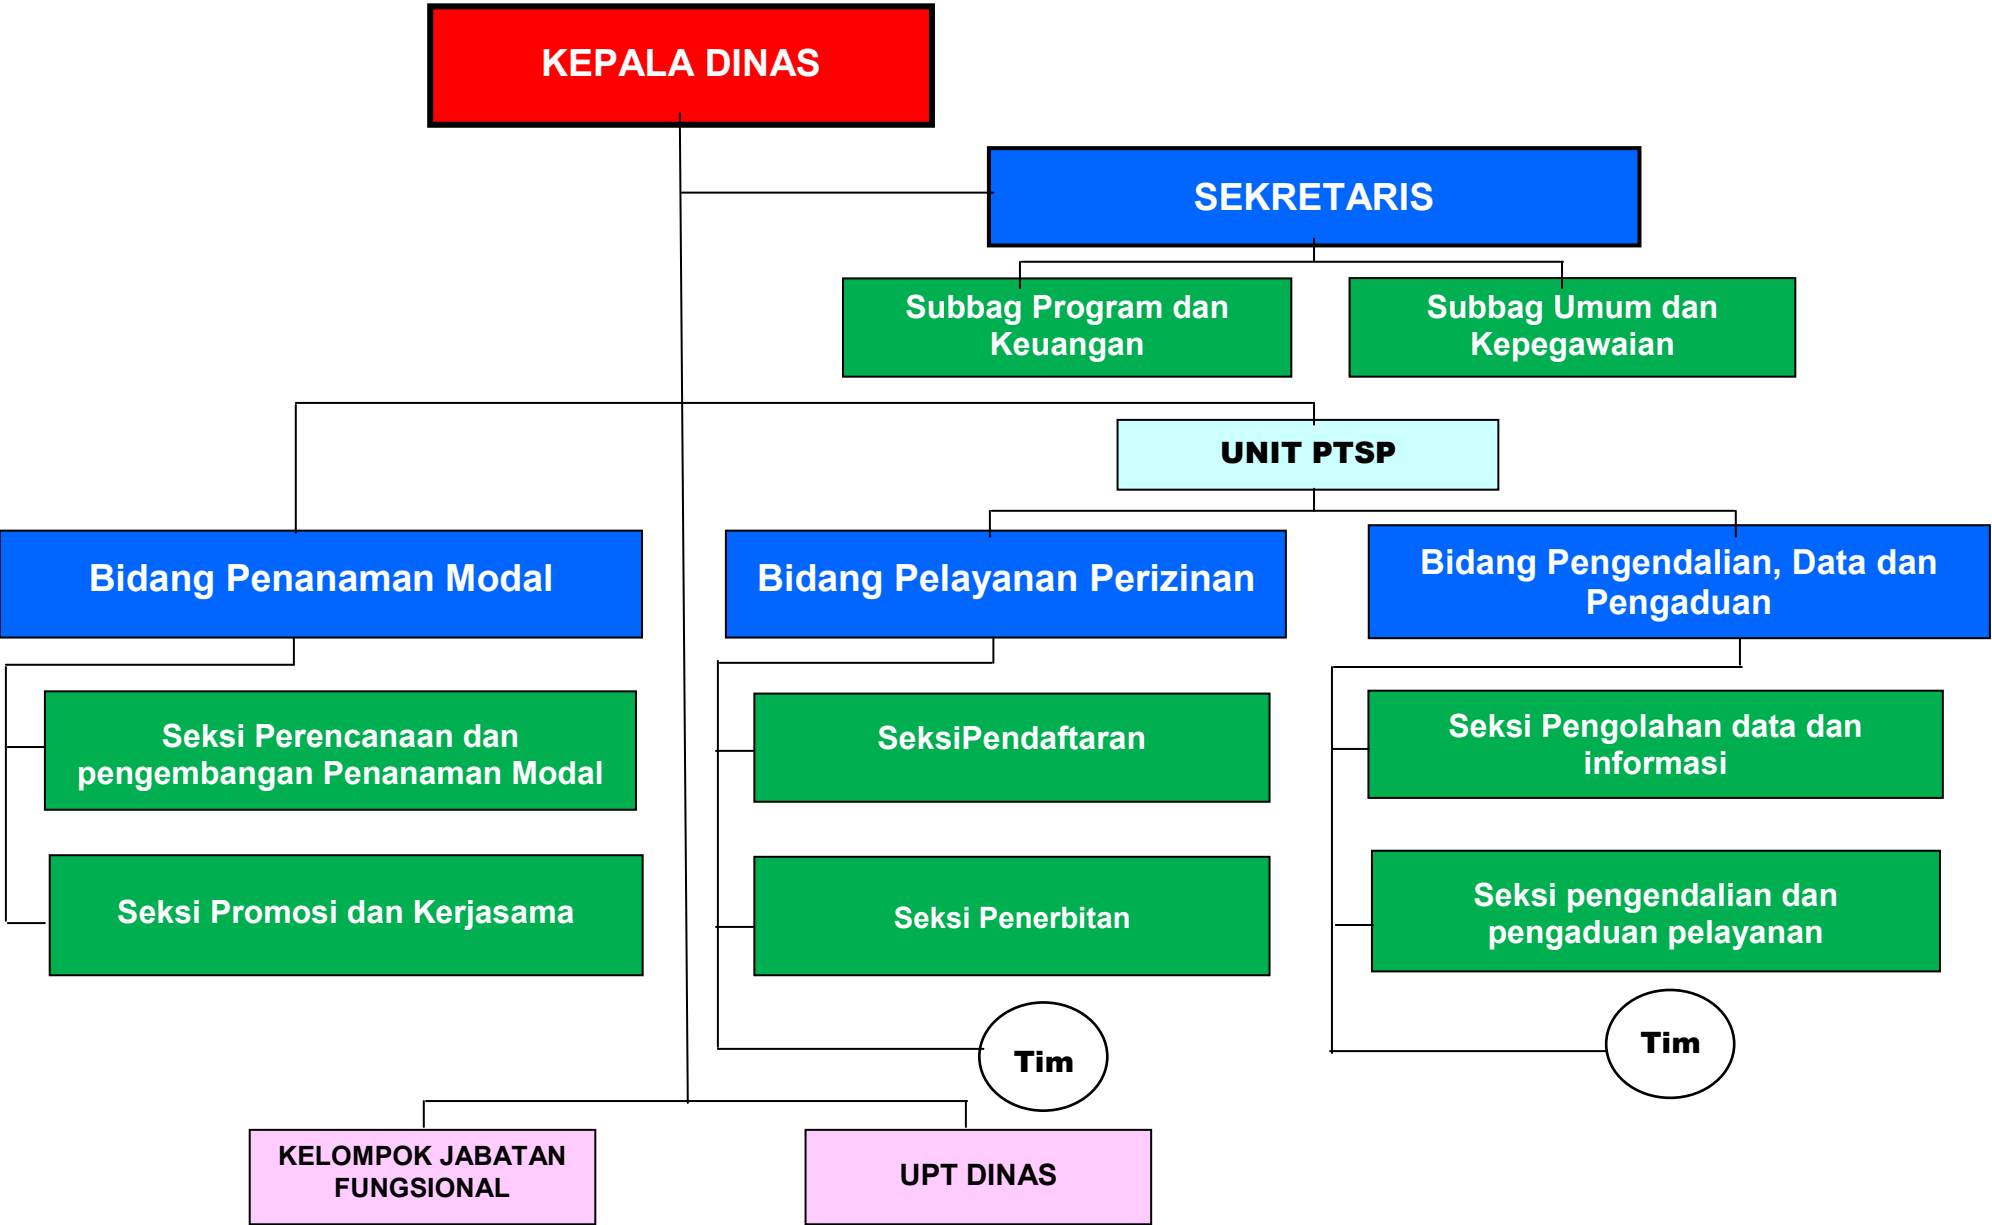 KEPALA DINAS
SEKRETARIS
Subbag Program dan
Keuangan
Subbag Umum dan
Kepegawaian
UNIT PTSP
Bidang Penanaman Modal
Bidang Pelayanan Perizinan
Bidang Pengendalian, Data dan
Pengaduan
Seksi Perencanaan dan
pengembangan Penanaman Modal
SeksiPendaftaran
Seksi Pengolahan data dan
informasi
Seksi Promosi dan Kerjasama
Seksi Penerbitan
Seksi pengendalian dan
pengaduan pelayanan
Tim
Tim
KELOMPOK JABATAN
FUNGSIONAL
UPT DINAS